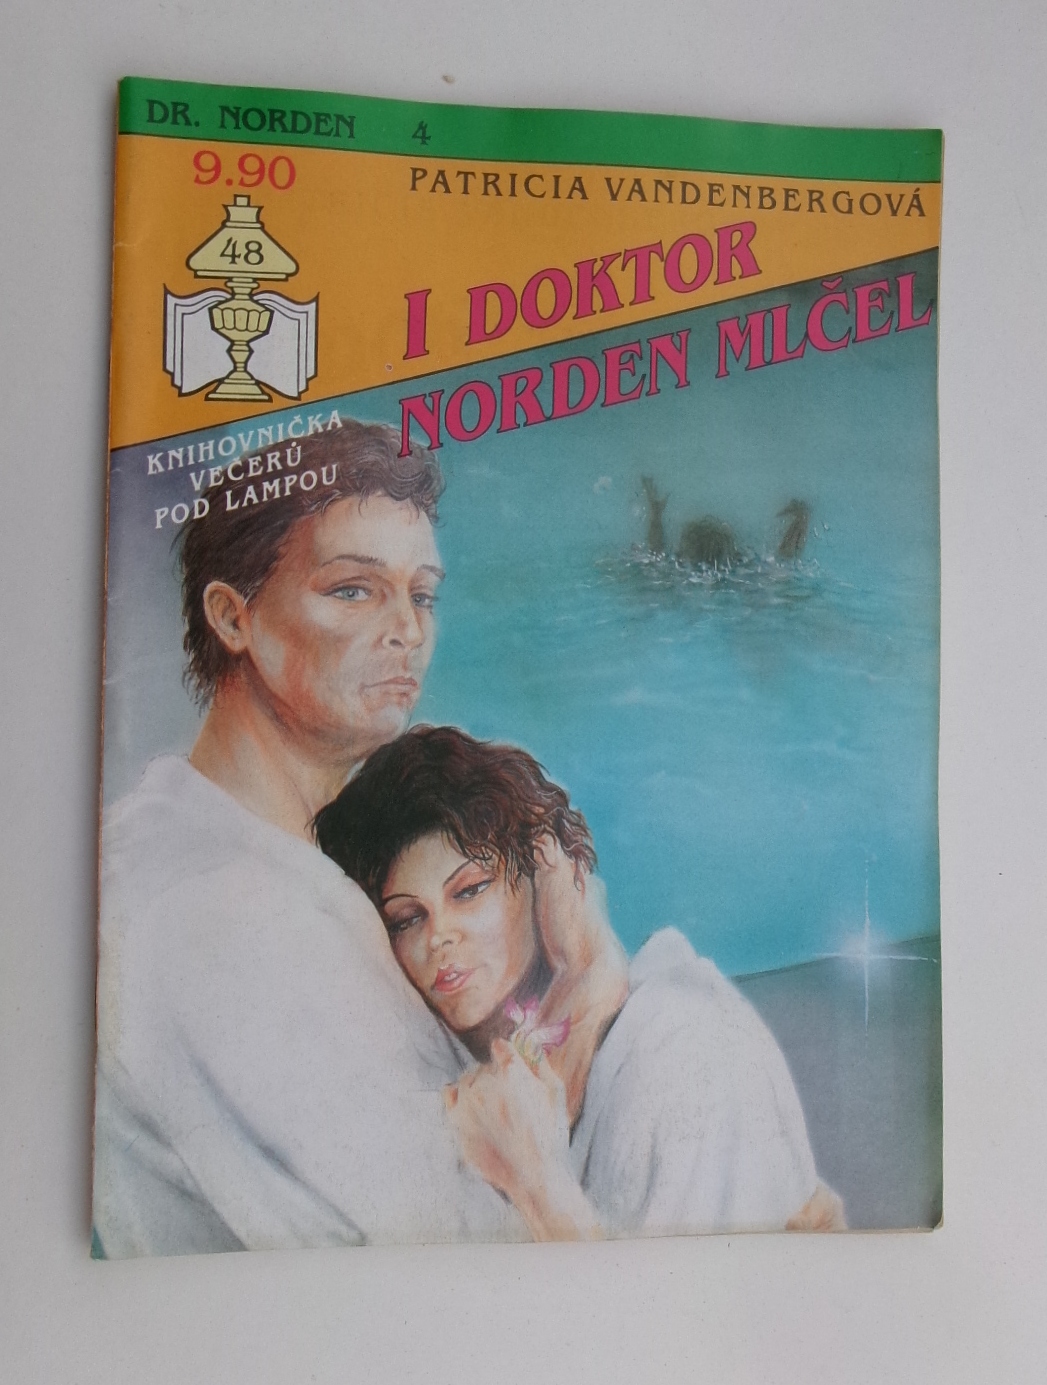 DR. NORDEN 4
9.90
PATRICIA VANDENBERGOVÁ
48
I DOKTOR
NORDEN MLČEL
KNIHOVNIČKA
VEČERŮ
POD LAMPOU